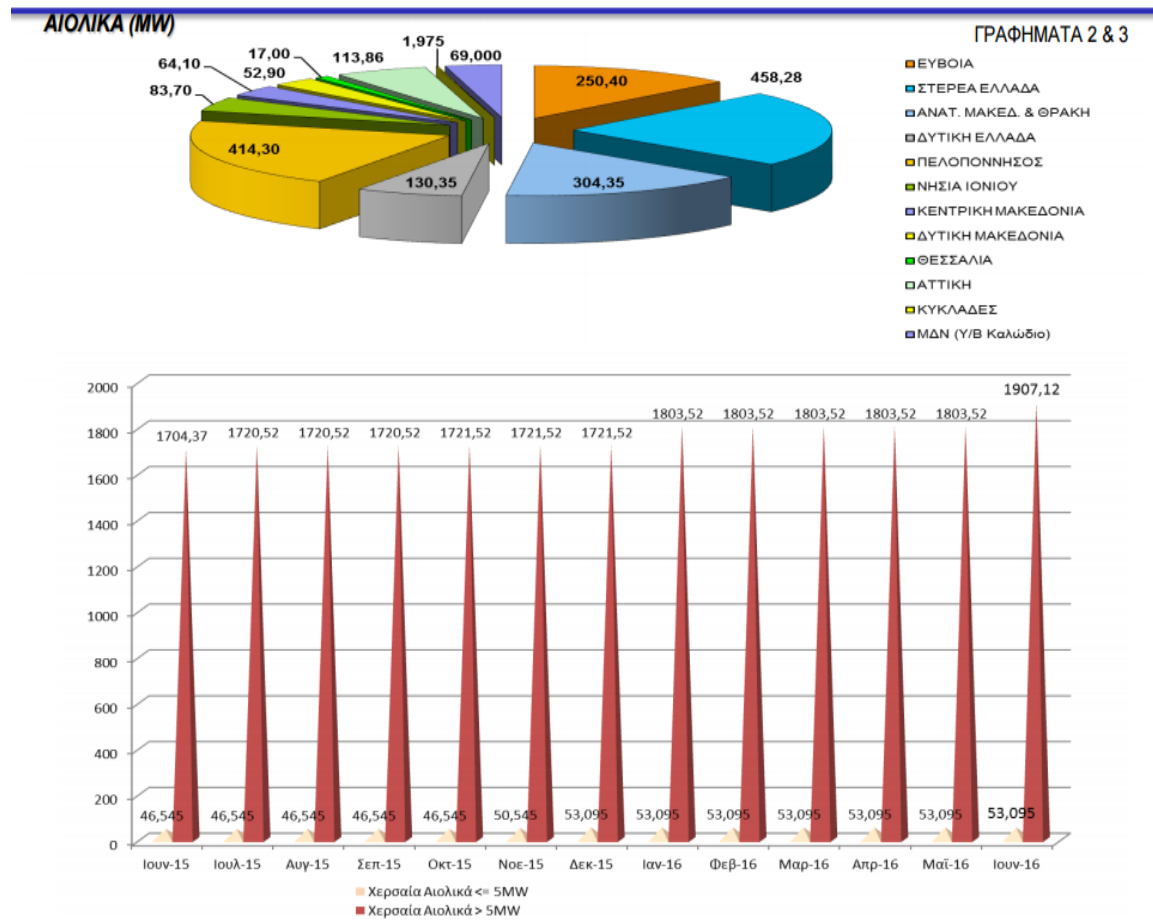 ΑΙΟΛΙΚΑ (MW)
ΓΡΑΦΗΜΑΤΑ 2 & 3
250,40
458,28
304,35
130,35
414,30
83,70
64,10
52,90
17,00
113,86
1,975
69,000
ΕΥΒΟΙΑ
ΣΤΕΡΕΑ ΕΛΛΑΔΑ
ΑΝΑΤ. ΜΑΚΕΔ. & ΘΡΑΚΗ
ΔΥΤΙΚΗ ΕΛΛΑΔΑ
ΠΕΛΟΠΟΝΝΗΣΟΣ
ΝΗΣΙΑ ΙΟΝΙΟΥ
ΚΕΝΤΡΙΚΗ ΜΑΚΕΔΟΝΙΑ
ΔΥΤΙΚΗ ΜΑΚΕΔΟΝΙΑ
ΘΕΣΣΑΛΙΑ
ΑΤΤΙΚΗ
ΚΥΚΛΑΔΕΣ
ΜΔΝ (Υ/Β Καλώδιο)
2000
1800
1600
1400
1200
1000
800
600
400
200
0
1704,37 1720,52 1720,52 1720,52 1721,52 1721,52 1721,52 1803,52 1803,52 1803,52 1803,52 1803,52 1907,12
46,545 46,545 46,545 46,545 46,545 50,545 53,095 53,095 53,095 53,095 53,095 53,095 53,095
Ιουν-15 Ιουλ-15 Αυγ-15 Σεπ-15 Οκτ-15 Νοε-15 Δεκ-15 Ιαν-16 Φεβ-16 Μαρ-16 Απρ-16 Μαϊ-16 Ιουν-16
Χερσαία Αιολικά <= 5MW
Χερσαία Αιολικά > 5MW